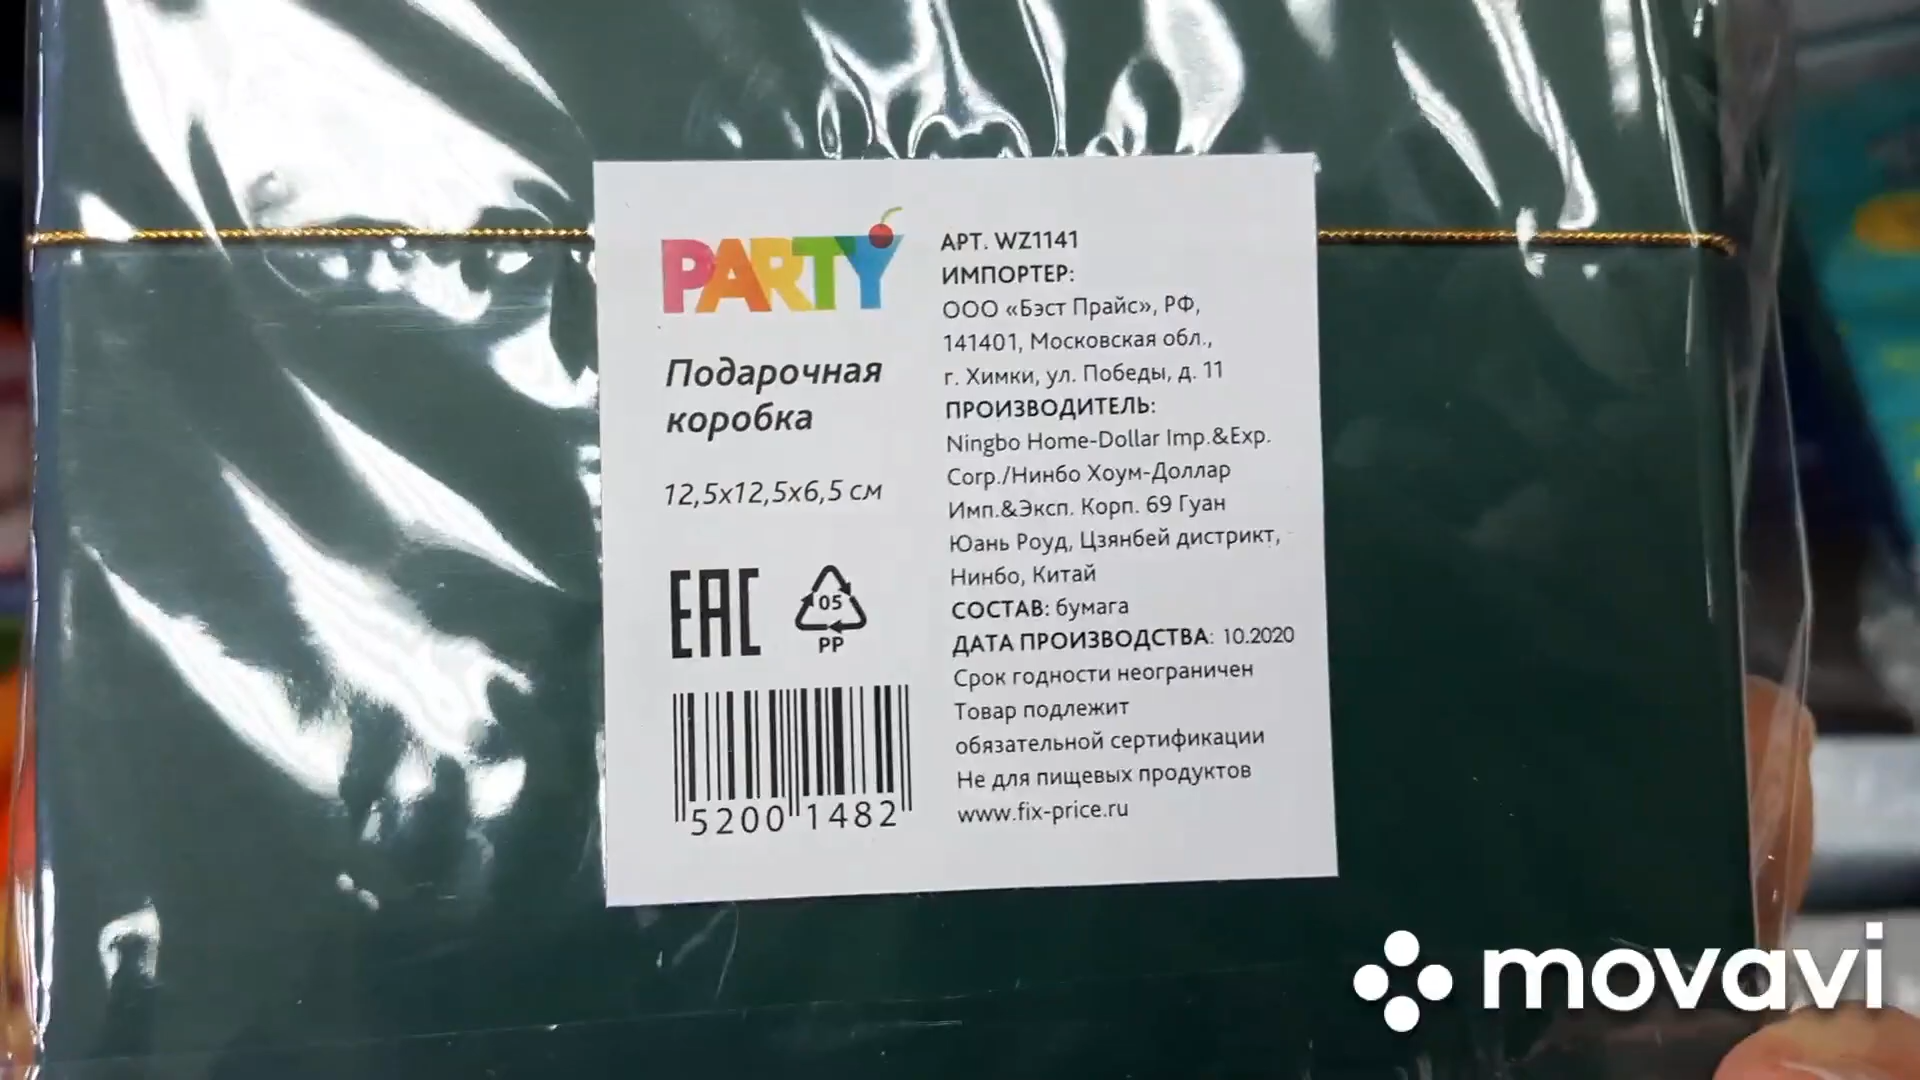 PARTY
Подарочная
коробка
12,5х12,5х6,5 см
EAC
05
PP
5200 1482
АРТ. WZ1141
ИМПОРТЕР:
ООО «Бэст Прайс», РФ,
141401, Московская обл.,
г. Химки, ул. Победы, д. 11
ПРОИЗВОДИТЕЛЬ:
Ningbo Home-Dollar Imp.&Exp.
Corp./Нинбо Хоум-Доллар
Имп.&Эксп. Корп. 69 Гуан
Юань Роуд, Цзянбей дистрикт,
Нинбо, Китай
СОСТАВ: бумага
ДАТА ПРОИЗВОДСТВА: 10.2020
Срок годности неограничен
Товар подлежит
обязательной сертификации
Не для пищевых продуктов
www.fix-price.ru
movavi